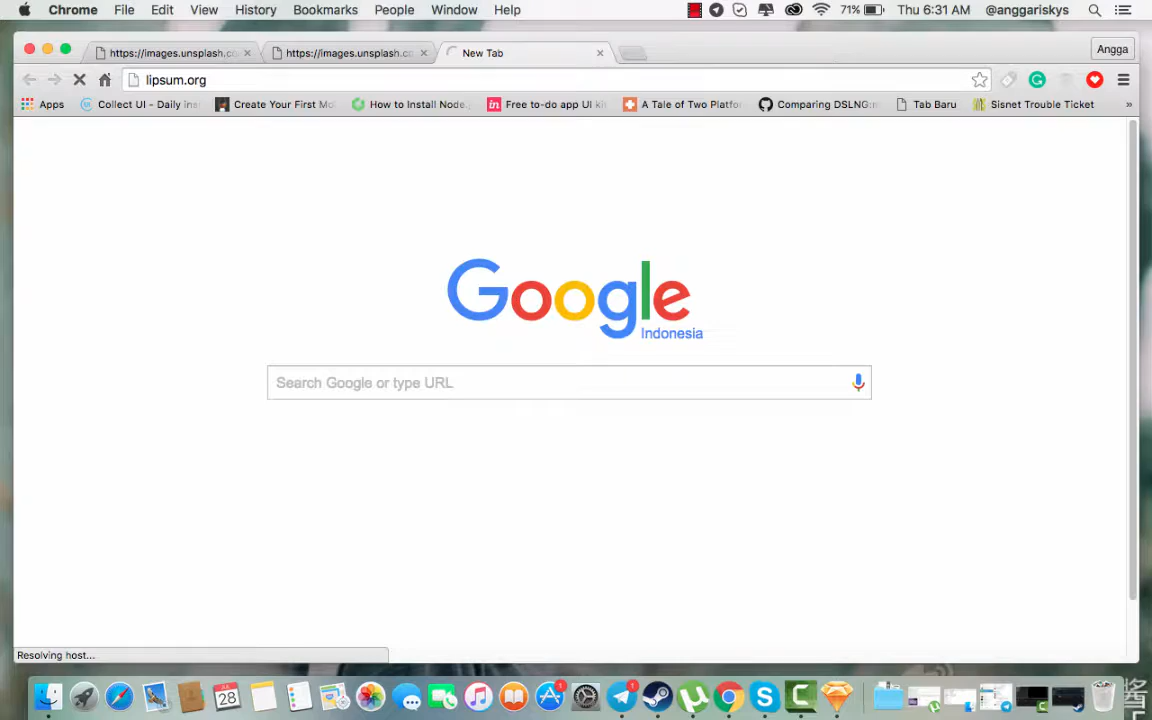 Chrome File Edit View History Bookmarks People Window Help 71% Thu 6:31 AM @anggariskys
https://images.unsplash.co https://images.unsplash.co New Tab Angga
lipsum.org
Apps Collect UI - Daily ins Create Your First Mo How to Install Node. Free to-do app UI ki A Tale of Two Platfor Comparing DSLNG: Tab Baru Sisnet Trouble Ticket »
Google
Indonesia
Search Google or type URL
Resolving host...
28